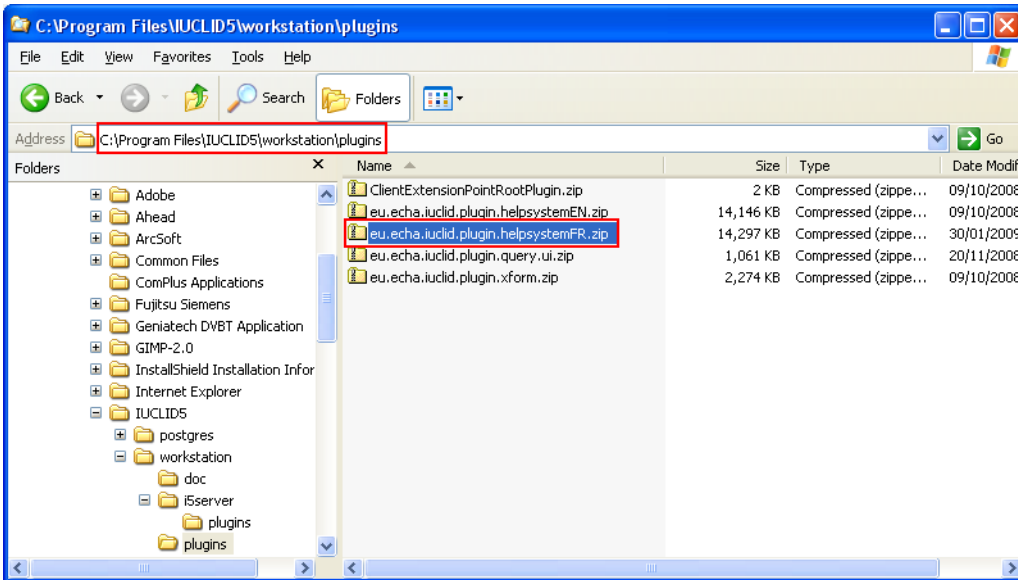 C:\Program Files\IUCLID5\workstation\plugins
File Edit View Favorites Tools Help
Back Search Folders
Address C:\Program Files\IUCLID5\workstation\plugins Go
Folders
Adobe
Ahead
ArcSoft
Common Files
ComPlus Applications
Fujitsu Siemens
Geniatech DVBT Application
GIMP-2.0
InstallShield Installation Infor
Internet Explorer
IUCLID5
postgres
workstation
doc
i5server
plugins
plugins
Name Size Type Date Modif
ClientExtensionPointRootPlugin.zip 2 KB Compressed (zippe... 09/10/2008
eu.echa.iuclid.plugin.helpsystemEN.zip 14,146 KB Compressed (zippe... 09/10/2008
eu.echa.iuclid.plugin.helpsystemFR.zip 14,297 KB Compressed (zippe... 30/01/2009
eu.echa.iuclid.plugin.query.ui.zip 1,061 KB Compressed (zippe... 20/11/2008
eu.echa.iuclid.plugin.xform.zip 2,274 KB Compressed (zippe... 09/10/2008